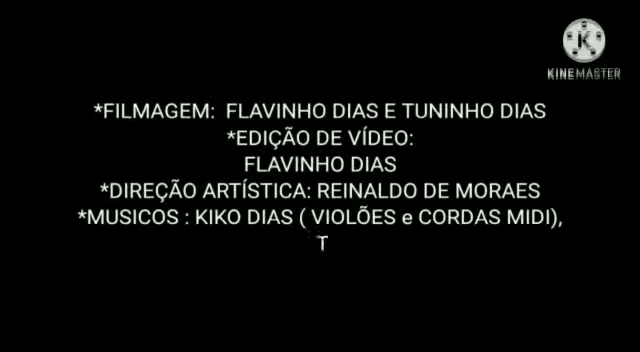 KINEMASTER
*FILMAGEM: FLAVINHO DIAS E TUNINHO DIAS
*EDIÇÃO DE VÍDEO:
FLAVINHO DIAS
*DIREÇÃO ARTÍSTICA: REINALDO DE MORAES
*MUSICOS : KIKO DIAS ( VIOLÕES e CORDAS MIDI),
T